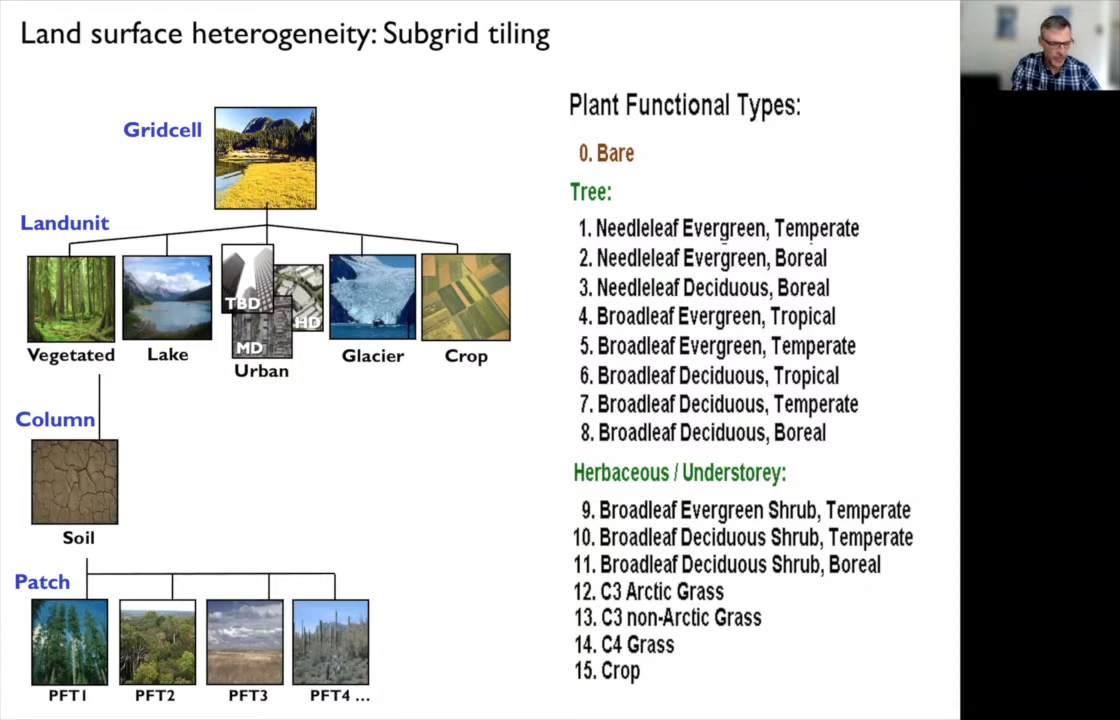 Land surface heterogeneity: Subgrid tiling
Gridcell
Landunit
TBD
HD
MD
Vegetated
Lake
Urban
Glacier
Crop
Column
Soil
Patch
PFT1
PFT2
PFT3
PFT4 ...
Plant Functional Types:
0. Bare
Tree:
1. Needleleaf Evergreen, Temperate
2. Needleleaf Evergreen, Boreal
3. Needleleaf Deciduous, Boreal
4. Broadleaf Evergreen, Tropical
5. Broadleaf Evergreen, Temperate
6. Broadleaf Deciduous, Tropical
7. Broadleaf Deciduous, Temperate
8. Broadleaf Deciduous, Boreal
Herbaceous / Understorey:
9. Broadleaf Evergreen Shrub, Temperate
10. Broadleaf Deciduous Shrub, Temperate
11. Broadleaf Deciduous Shrub, Boreal
12. C3 Arctic Grass
13. C3 non-Arctic Grass
14. C4 Grass
15. Crop